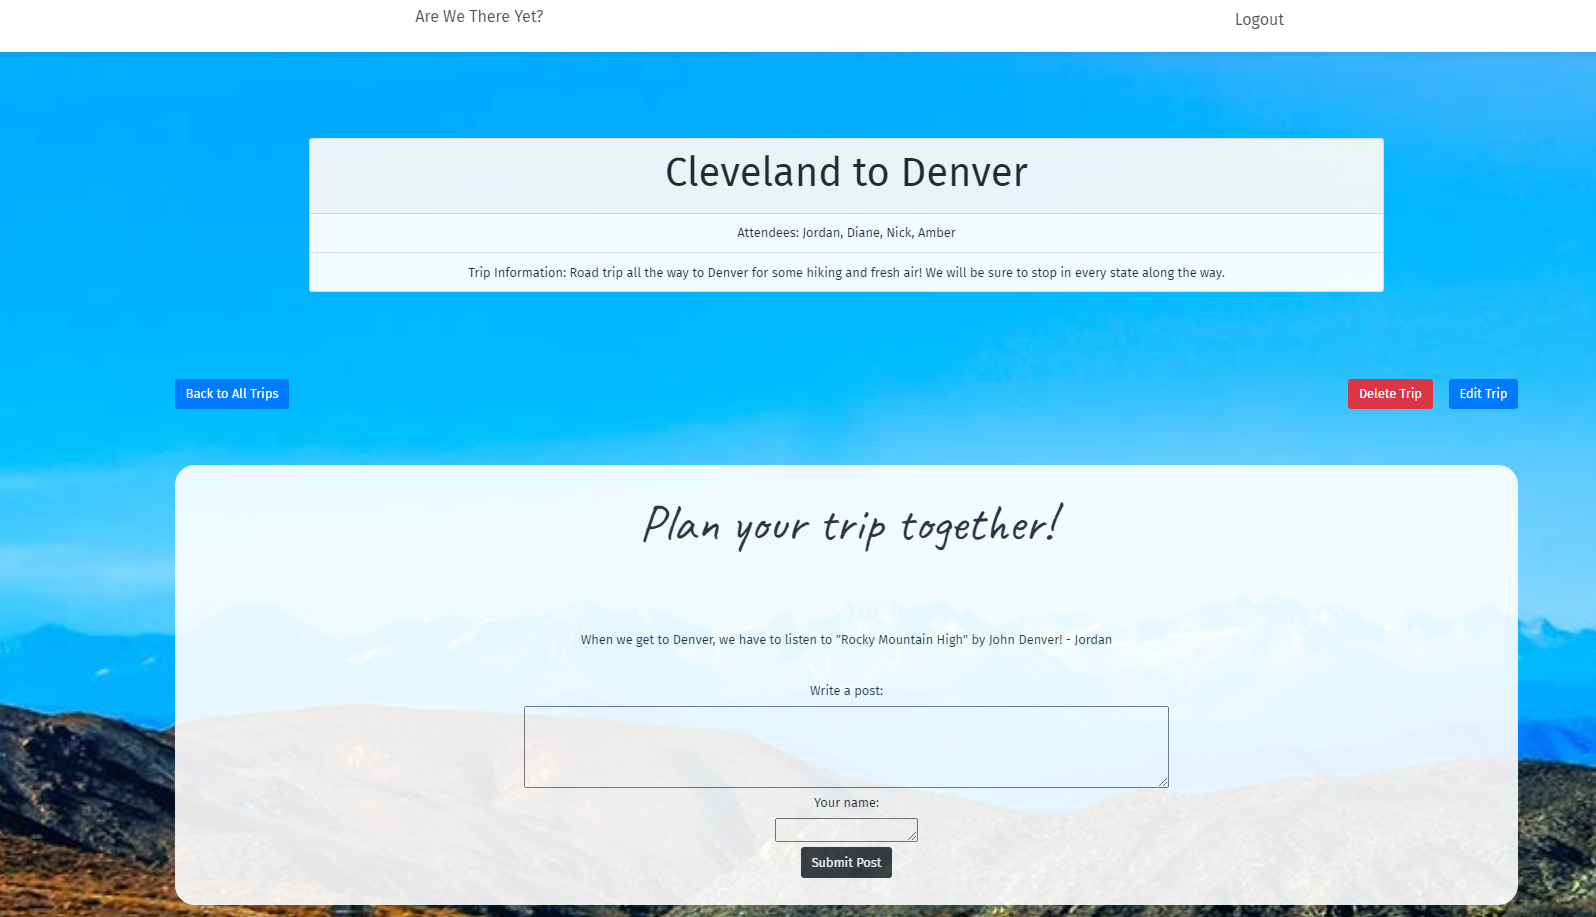 Are We There Yet?
Logout
Cleveland to Denver
Attendees: Jordan, Diane, Nick, Amber
Trip Information: Road trip all the way to Denver for some hiking and fresh air! We will be sure to stop in every state along the way.
Back to All Trips
Delete Trip
Edit Trip
Plan your trip together!
When we get to Denver, we have to listen to "Rocky Mountain High" by John Denver! - Jordan
Write a post:
Your name:
Submit Post